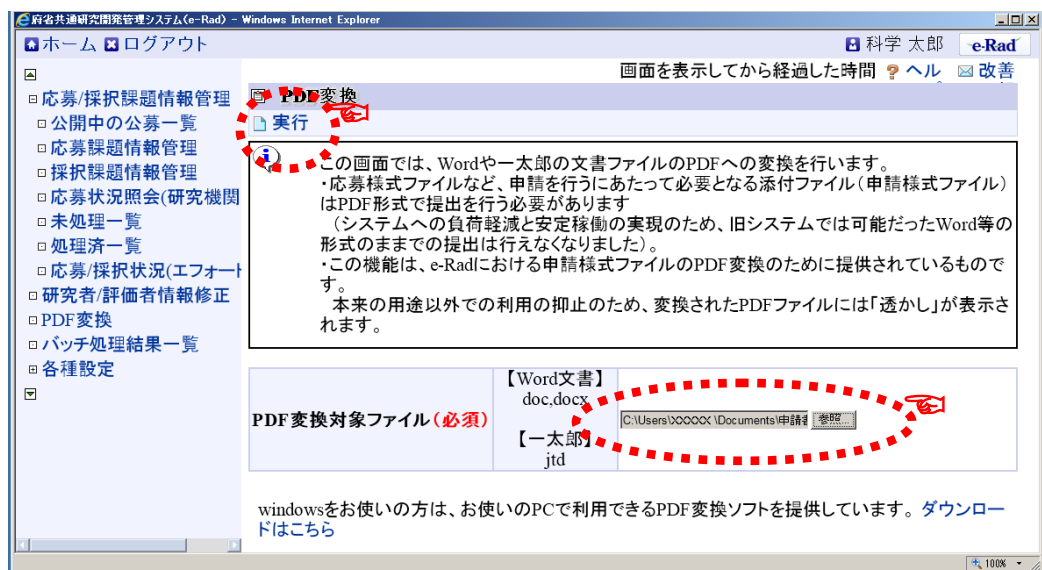 府省共通研究開発管理システム(e-Rad) - Windows Internet Explorer
ホーム ログアウト
科学 太郎
e-Rad
画面を表示してから経過した時間 ヘル 改善
応募/採択課題情報管理
公開中の公募一覧
応募課題情報管理
採択課題情報管理
応募状況照会(研究機関
未処理一覧
処理済一覧
応募/採択状況(エフォート
研究者/評価者情報修正
PDF変換
バッチ処理結果一覧
各種設定
PDF変換
実行
この画面では、Wordや一太郎の文書ファイルのPDFへの変換を行います。
・応募様式ファイルなど、申請を行うにあたって必要となる添付ファイル(申請様式ファイル)
はPDF形式で提出を行う必要があります
(システムへの負荷軽減と安定稼働の実現のため、旧システムでは可能だったWord等の
形式のままでの提出は行えなくなりました)。
・この機能は、e-Radにおける申請様式ファイルのPDF変換のために提供されているもので
す。
本来の用途以外での利用の抑止のため、変換されたPDFファイルには「透かし」が表示さ
れます。
PDF変換対象ファイル(必須)
【Word文書】
doc,docx
【一太郎】
jtd
C:\Users\XXXXXX\Documents\申請者 参照...
windowsをお使いの方は、お使いのPCで利用できるPDF変換ソフトを提供しています。ダウンロー
ドはこちら
100%